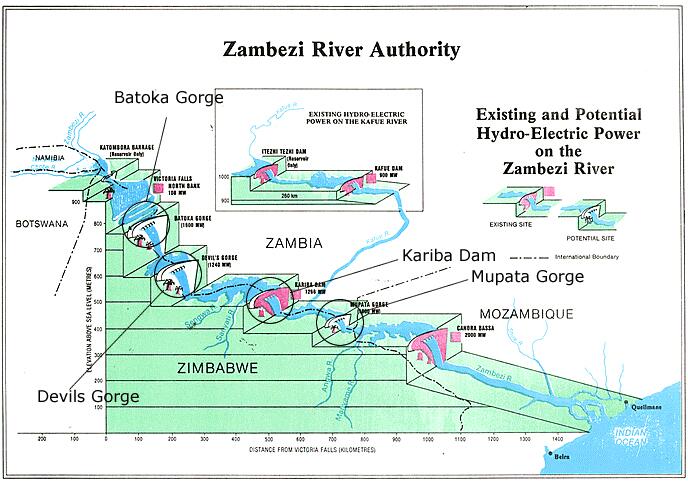 Zambezi River Authority
Batoka Gorge
EXISTING HYDRO-ELECTRIC
POWER ON THE KAFUE RIVER
Kafue R.
ITEZHI TEZHI DAM
(Reservoir
Only)
KAFUE DAM
900 MW
1000
900
260 km
Existing and Potential
Hydro-Electric Power
on the
Zambezi River
EXISTING SITE
POTENTIAL SITE
International Boundary
Zambezi R.
NAMIBIA
KATOMBORA BARRAGE
(Reservoir Only)
VICTORIA FALLS
NORTH BANK
108 MW
BOTSWANA
BATOKA GORGE
(1600 MW)
ZAMBIA
Kafue R.
DEVIL'S GORGE
(1240 MW)
Kariba Dam
KARIBA DAM
1266 MW
Mupata Gorge
MUPATA GORGE
MOZAMBIQUE
CAHORA BASSA
2000 MW
Zambezi R.
ZIMBABWE
Devils Gorge
ELEVATION ABOVE SEA LEVEL (METRES)
900
800
700
600
500
400
300
200
100
Quelimane
INDIAN
OCEAN
Beira
200
100
0
100
200
300
400
500
600
700
800
900
1000
1100
1200
1300
1400
DISTANCE FROM VICTORIA FALLS (KILOMETRES)